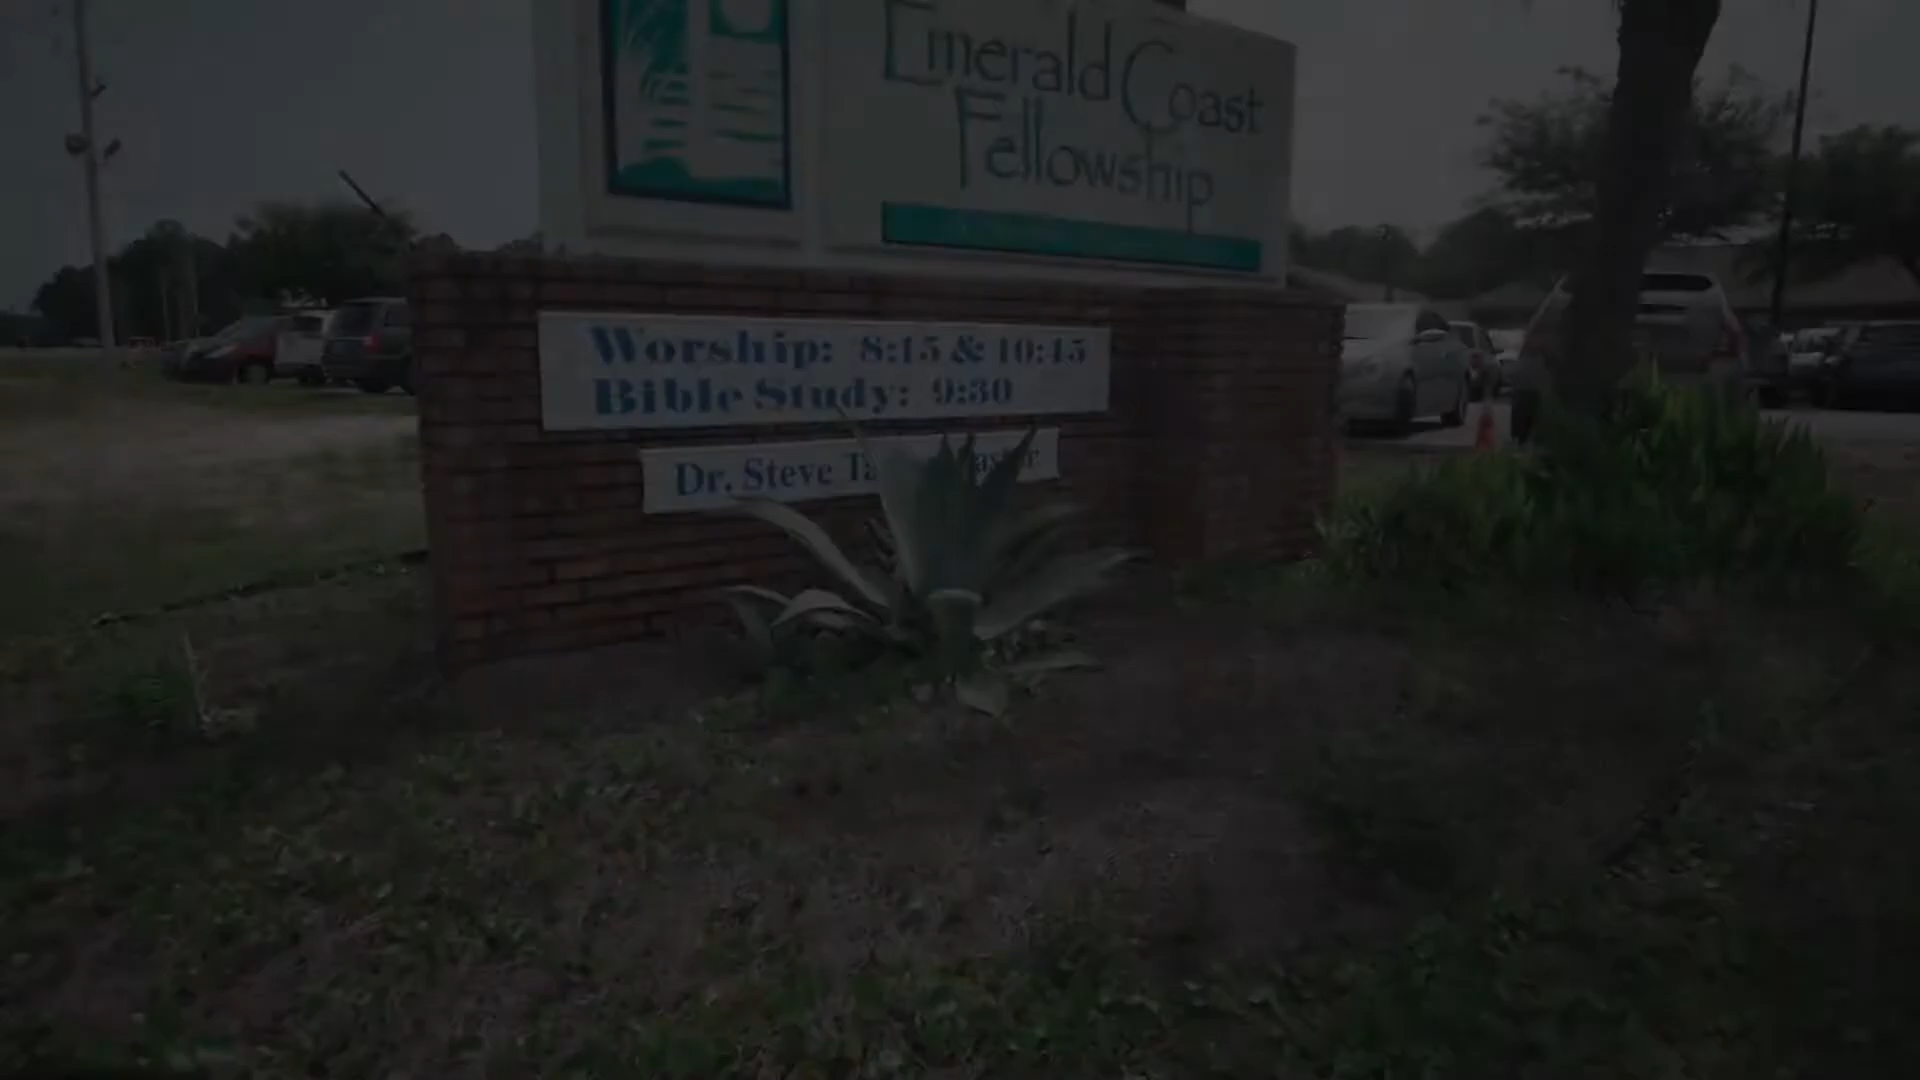 Emerald Coast
Fellowship
Worship: 8:15 & 10:45
Bible Study: 9:30
Dr. Steve